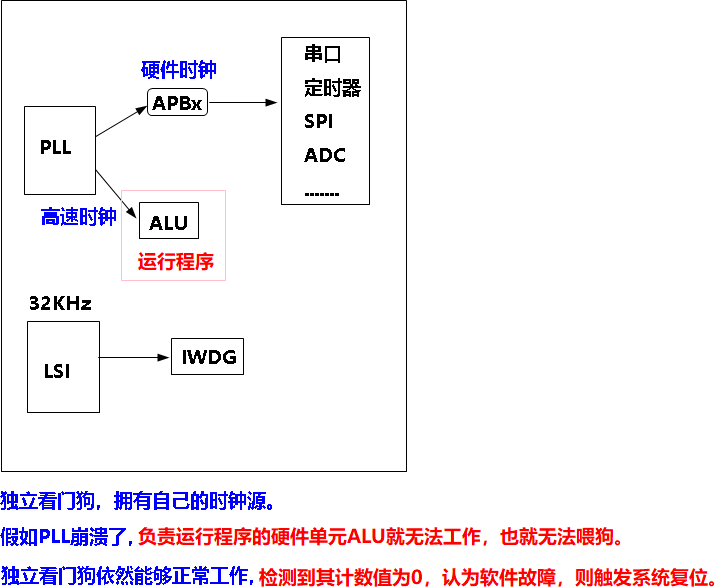 硬件时钟
APBx
PLL
高速时钟
ALU
运行程序
串口
定时器
SPI
ADC
-------
32KHz
LSI
IWDG
独立看门狗，拥有自己的时钟源。
假如PLL崩溃了,负责运行程序的硬件单元ALU就无法工作，也就无法喂狗。
独立看门狗依然能够正常工作,检测到其计数值为0，认为软件故障，则触发系统复位。